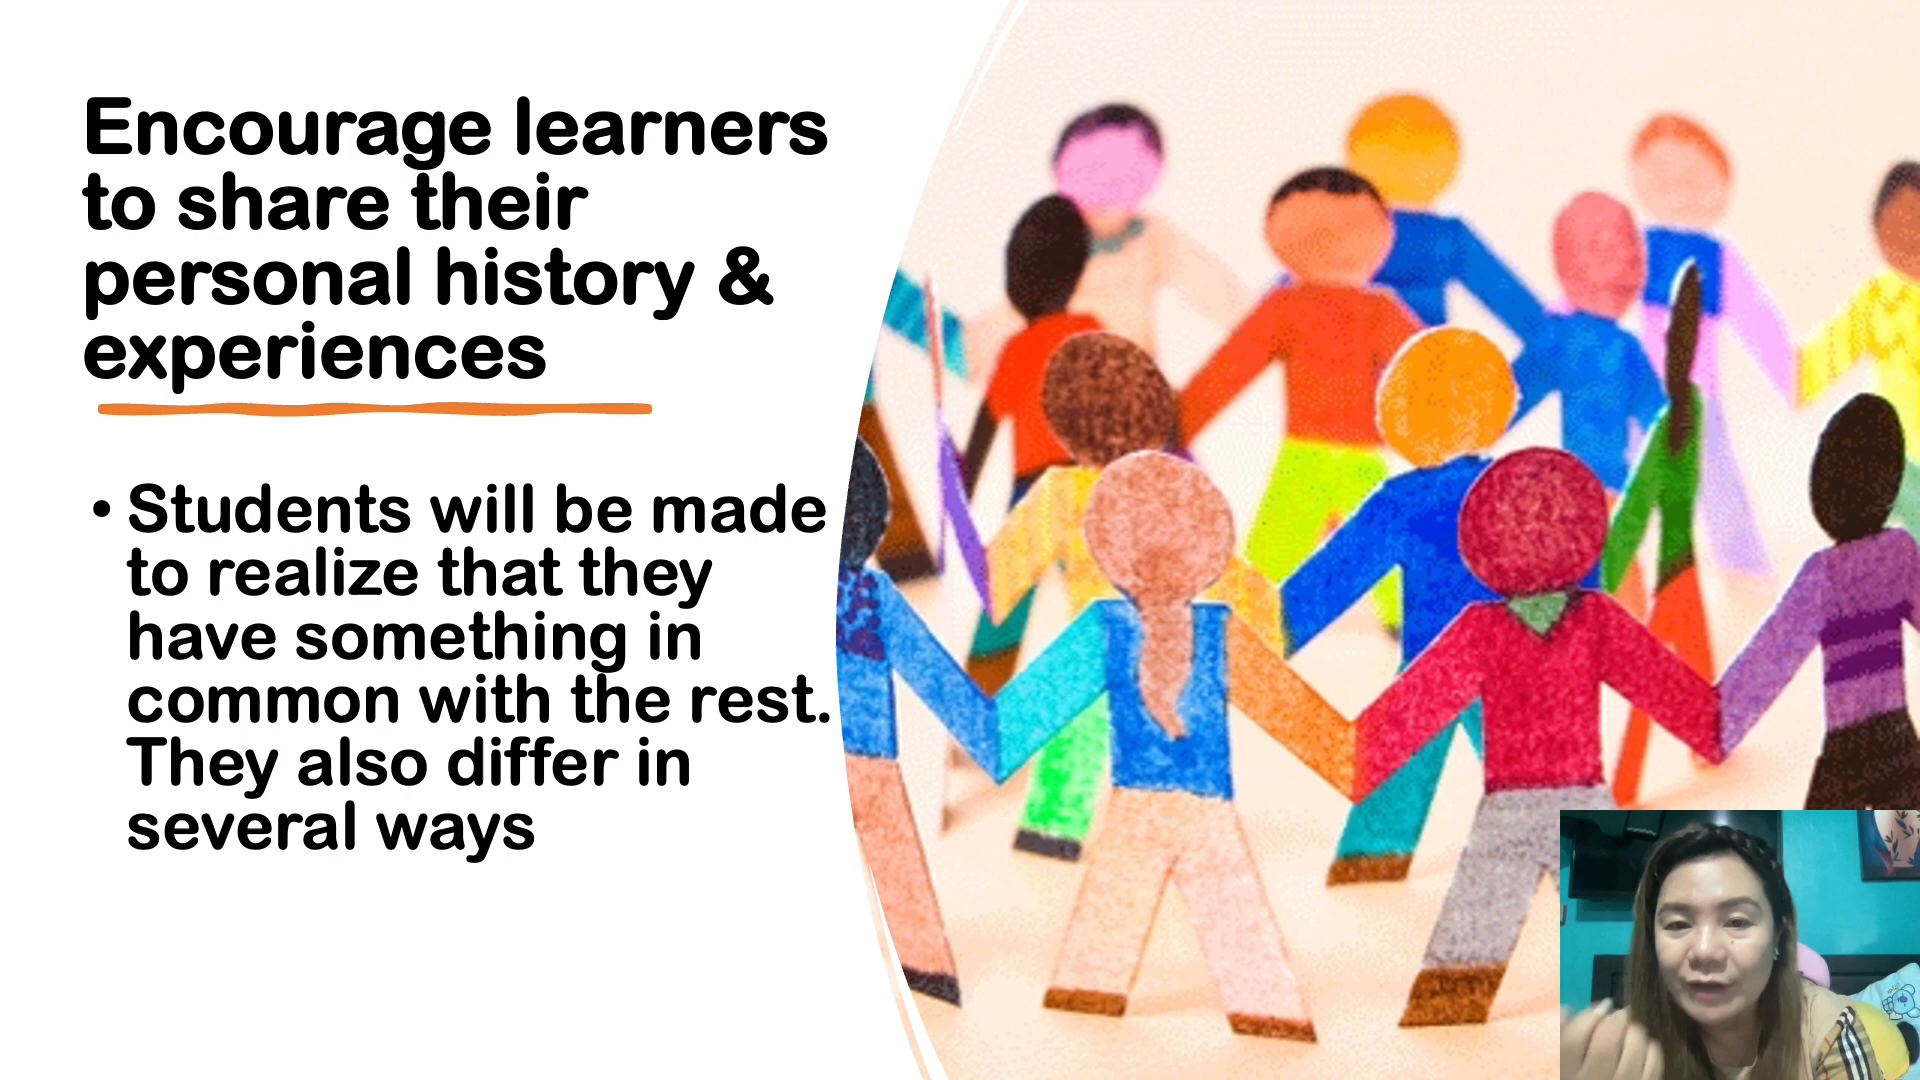 Encourage learners
to share their
personal history &
experiences
• Students will be made
to realize that they
have something in
common with the rest.
They also differ in
several ways